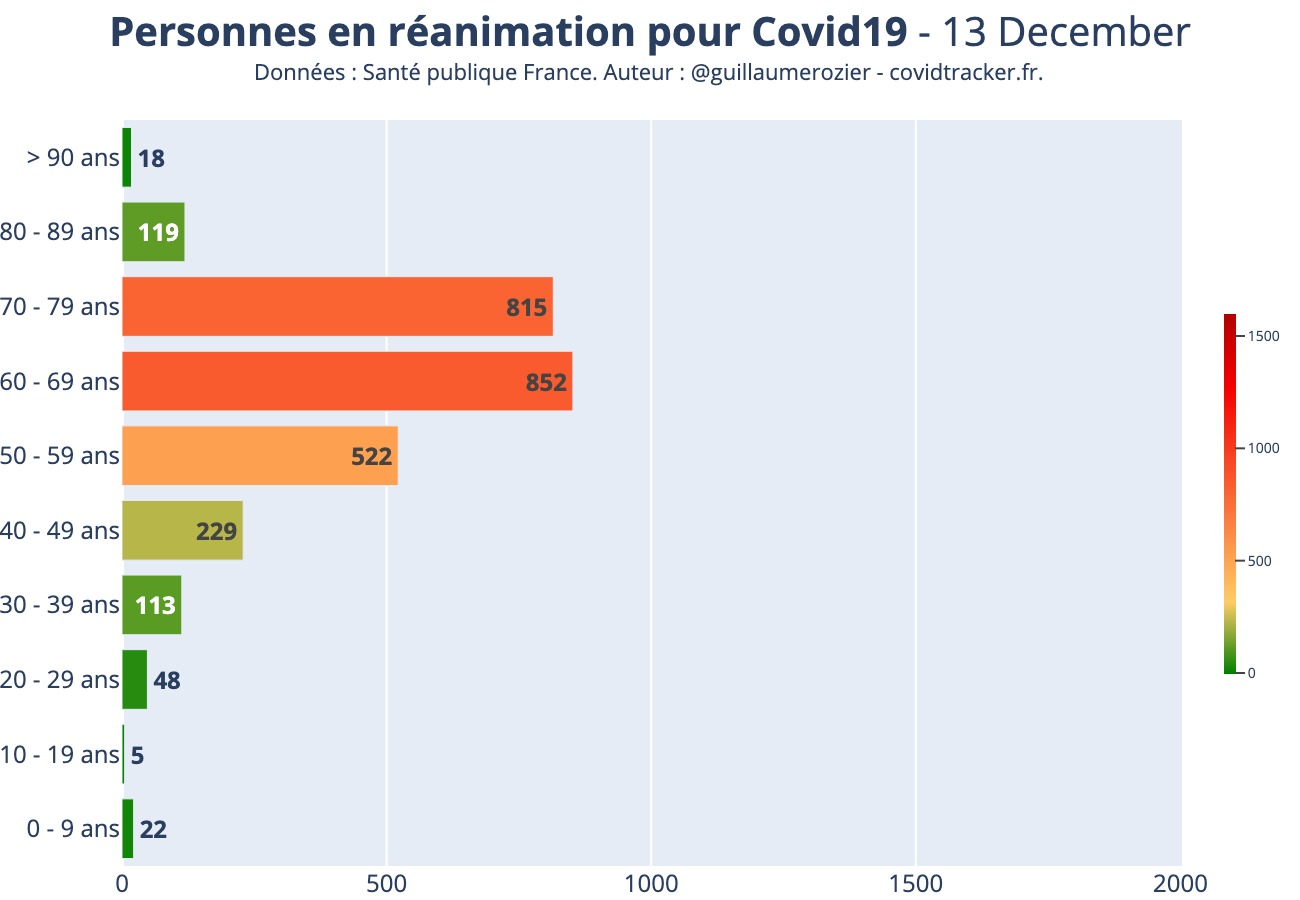 Personnes en réanimation pour Covid19 - 13 December
Données : Santé publique France. Auteur : @guillaumerozier - covidtracker.fr.
> 90 ans 18
80 - 89 ans 119
70 - 79 ans 815
60 - 69 ans 852
50 - 59 ans 522
40 - 49 ans 229
30 - 39 ans 113
20 - 29 ans 48
10 - 19 ans 5
0 - 9 ans 22
0 500 1000 1500 2000
1500
1000
500
0